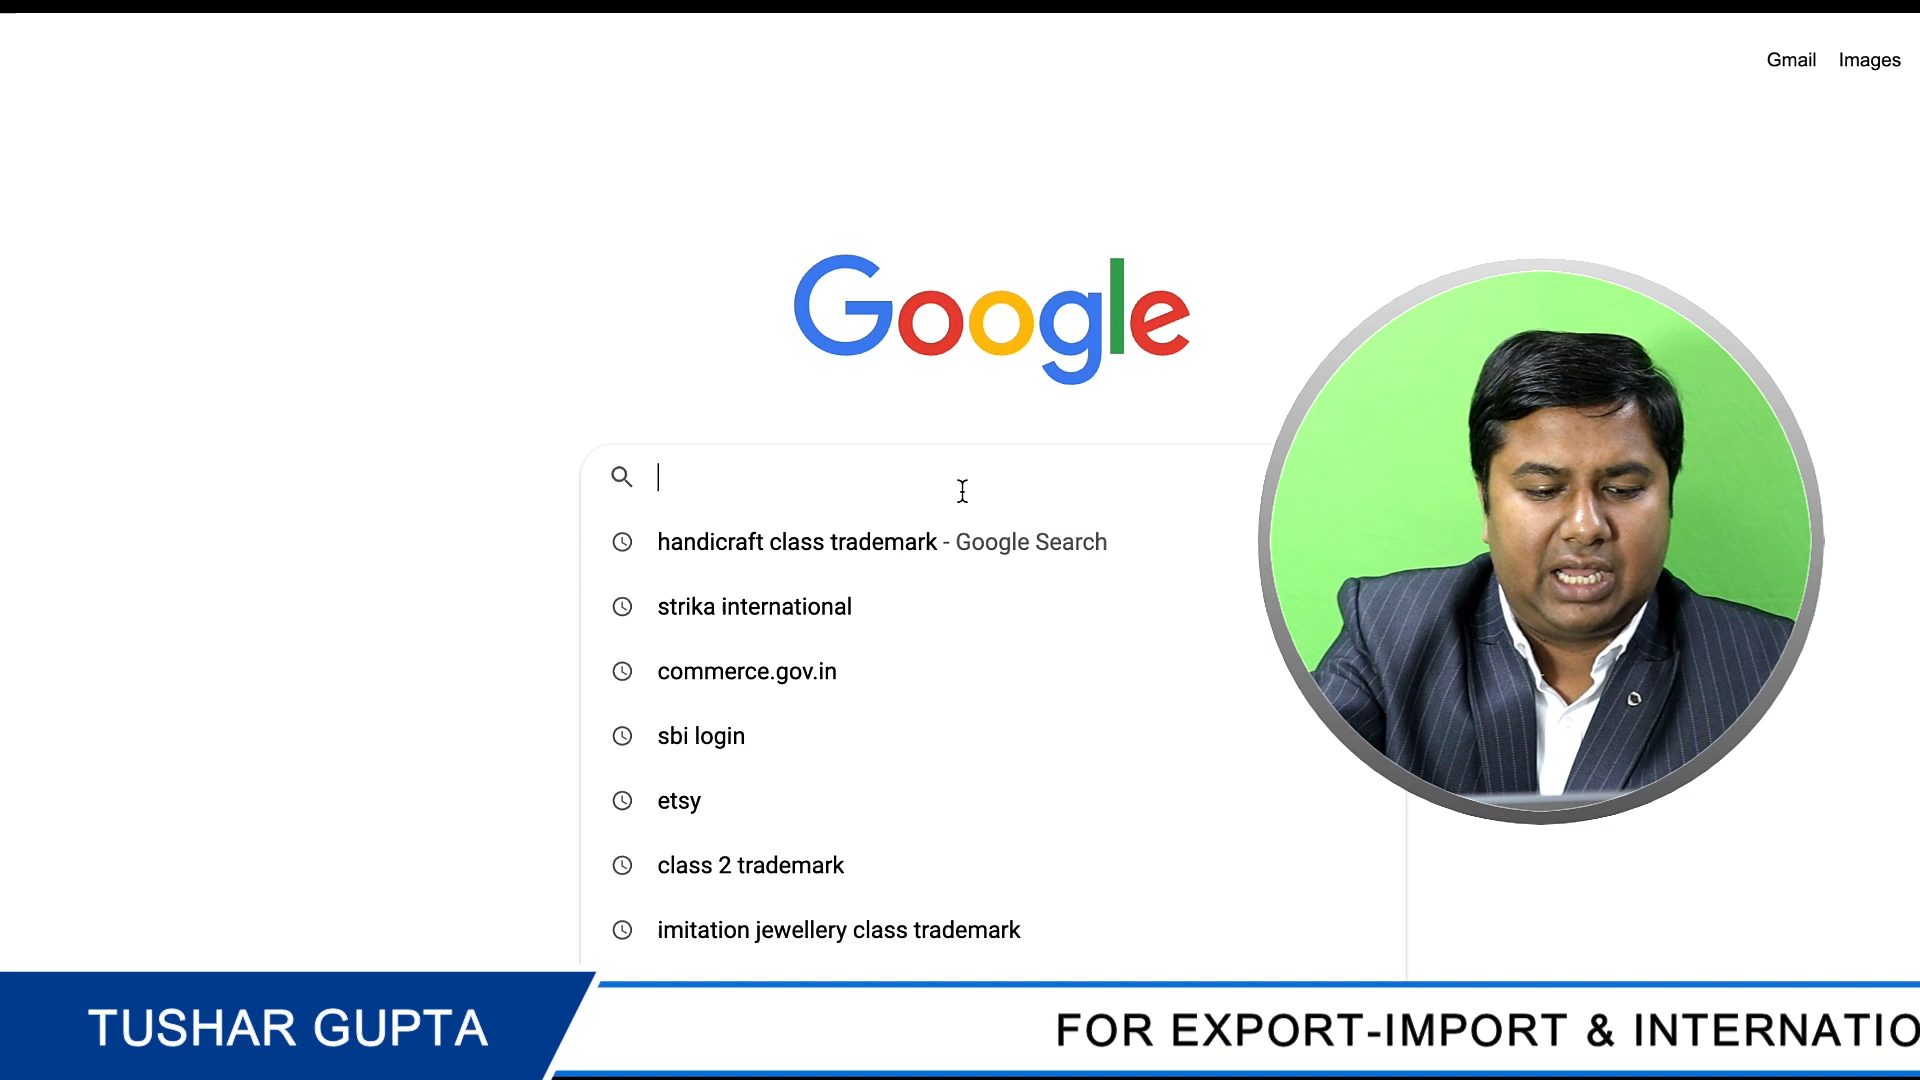 Gmail Images
Google
handicraft class trademark - Google Search
strika international
commerce.gov.in
sbi login
etsy
class 2 trademark
imitation jewellery class trademark
TUSHAR GUPTA
FOR EXPORT-IMPORT & INTERNATIO